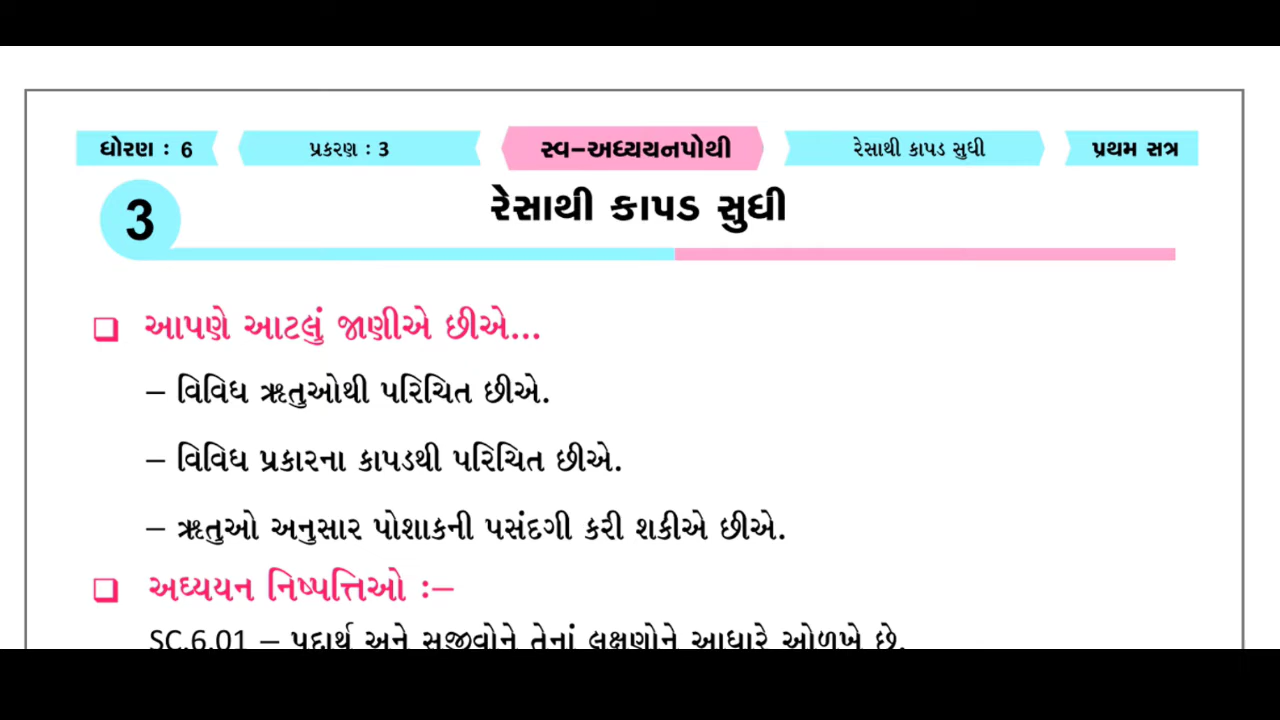 ધોરણ : 6 પ્રકરણ : 3 સ્વ-અધ્યયનપોથી રેસાથી કાપડ સુધી પ્રથમ સત્ર
3 રેસાથી કાપડ સુધી
❑ આપણે આટલું જાણીએ છીએ...
– વિવિધ ઋતુઓથી પરિચિત છીએ.
– વિવિધ પ્રકારના કાપડથી પરિચિત છીએ.
– ઋતુઓ અનુસાર પોશાકની પસંદગી કરી શકીએ છીએ.
❑ અધ્યયન નિષ્પત્તિઓ :–
SC.6.01 – પદાર્થ અને સજીવોને તેનાં લક્ષણોને આધારે ઓળખે છે.